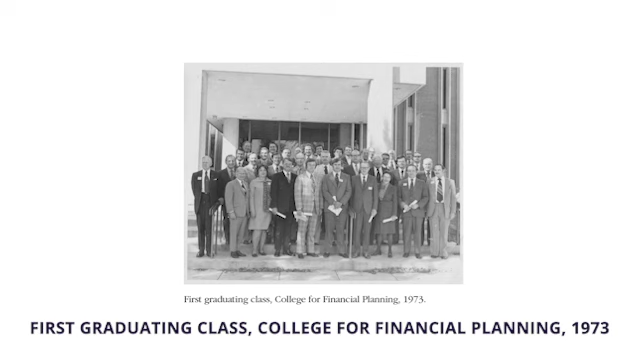 First graduating class, College for Financial Planning, 1973.
FIRST GRADUATING CLASS, COLLEGE FOR FINANCIAL PLANNING, 1973